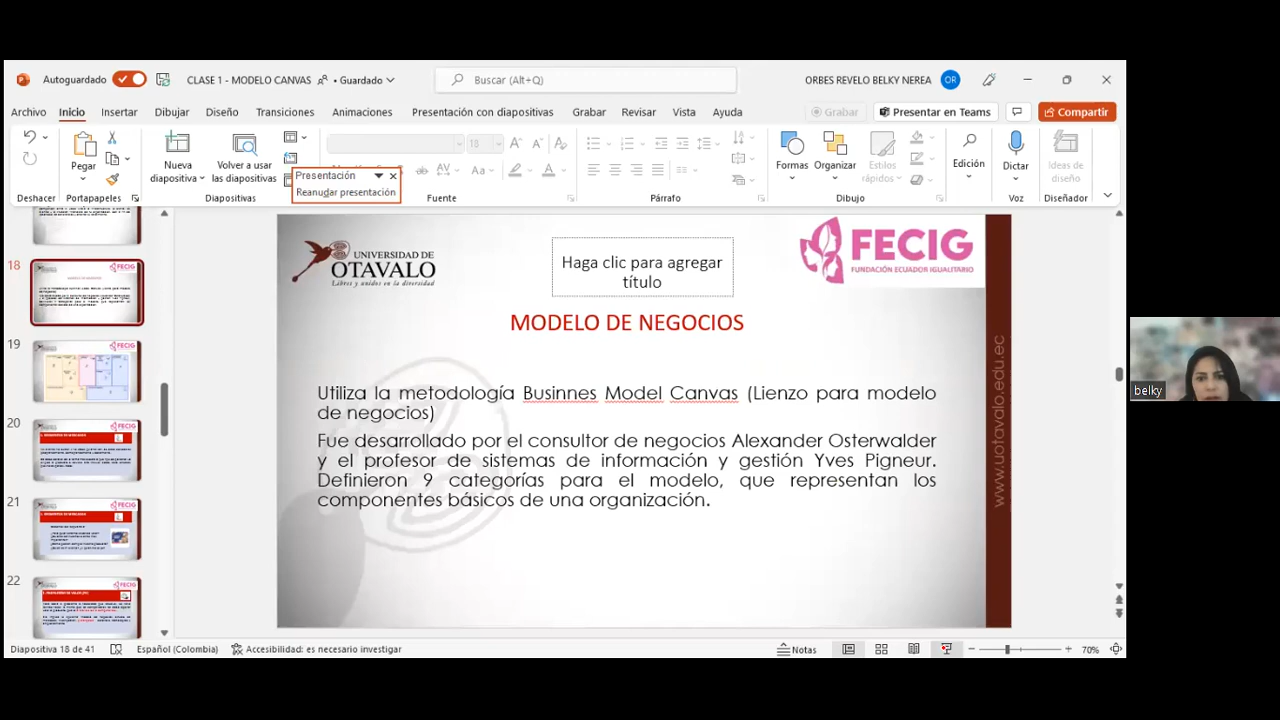 Autoguardado
CLASE 1 - MODELO CANVAS • Guardado
Buscar (Alt+Q)
ORBES REVELO BELKY NEREA
OR
Archivo Inicio Insertar Dibujar Diseño Transiciones Animaciones Presentación con diapositivas Grabar Revisar Vista Ayuda
Grabar
Presentar en Teams
Compartir
Pegar
Nueva diapositiva
Volver a usar las diapositivas
18
Aa
Formas
Organizar
Estilos rápidos
Edición
Dictar
Ideas de diseño
Presentación
Reanudar presentación
Deshacer
Portapapeles
Diapositivas
Fuente
Párrafo
Dibujo
Voz
Diseñador
18
19
20
21
22
UNIVERSIDAD DE
OTAVALO
Libres y unidos en la diversidad
Haga clic para agregar
título
FECIG
FUNDACIÓN ECUADOR IGUALITARIO
MODELO DE NEGOCIOS
Utiliza la metodología Businnes Model Canvas (Lienzo para modelo
de negocios)
Fue desarrollado por el consultor de negocios Alexander Osterwalder
y el profesor de sistemas de información y gestión Yves Pigneur.
Definieron 9 categorías para el modelo, que representan los
componentes básicos de una organización.
www.uotavalo.edu.ec
belky
Diapositiva 18 de 41
Español (Colombia)
Accesibilidad: es necesario investigar
Notas
70%